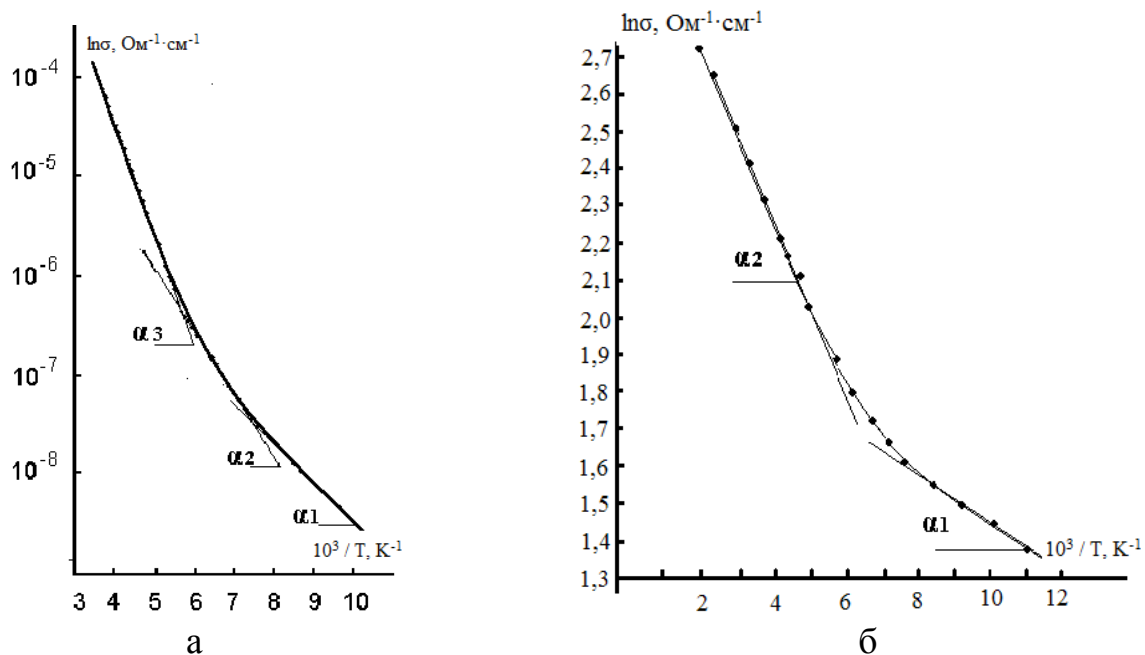 lnσ, Ом⁻¹·см⁻¹
10⁻⁴
10⁻⁵
10⁻⁶
10⁻⁷
10⁻⁸
α3
α2
α1
10³ / T, K⁻¹
3 4 5 6 7 8 9 10
а
lnσ, Ом⁻¹·см⁻¹
2,7
2,6
2,5
2,4
2,3
2,2
2,1
2,0
1,9
1,8
1,7
1,6
1,5
1,4
1,3
α2
α1
10³ / T, K⁻¹
2 4 6 8 10 12
б